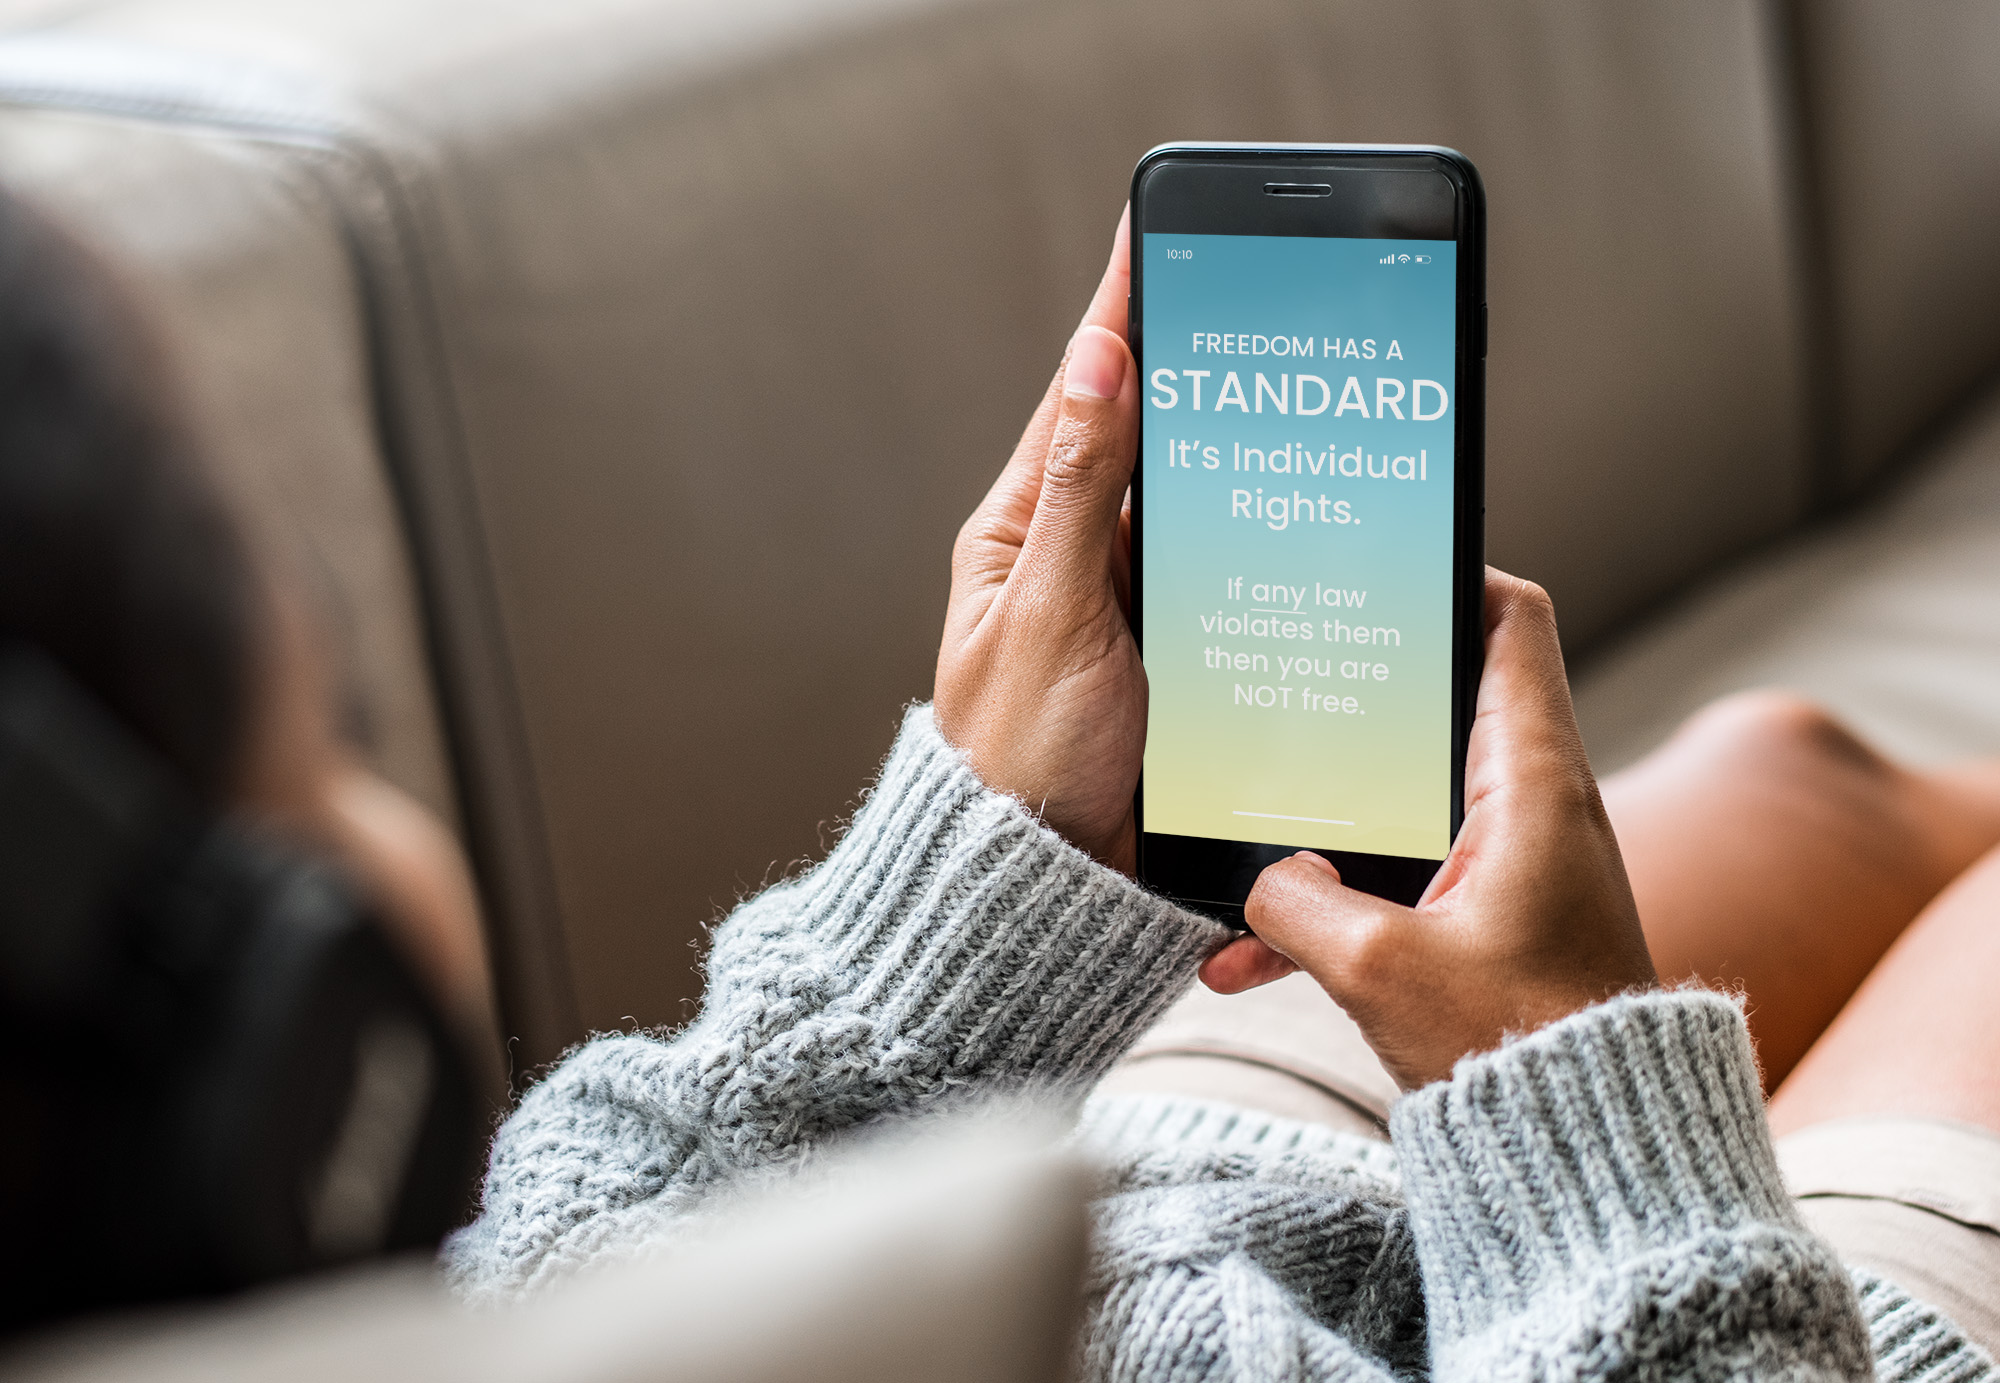 10:10
FREEDOM HAS A
STANDARD
It's Individual
Rights.
If any law
violates them
then you are
NOT free.